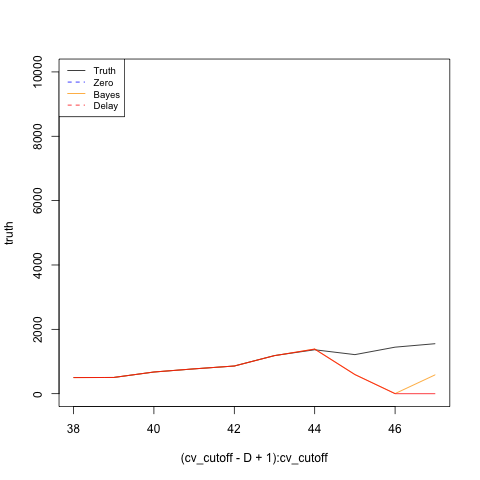 Truth
Zero
Bayes
Delay
10000
8000
6000
4000
2000
0
truth
38 40 42 44 46
(cv_cutoff - D + 1):cv_cutoff